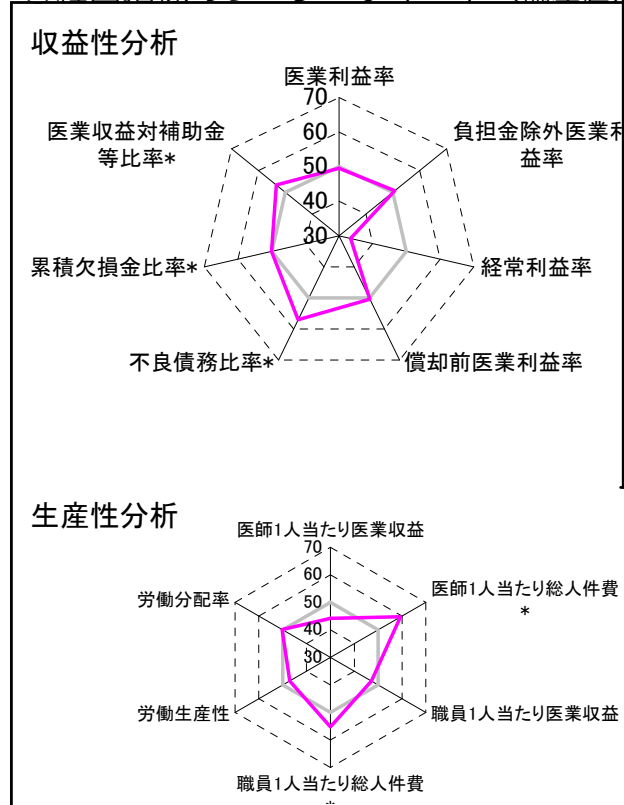 収益性分析
医業利益率
70
60
50
40
30
負担金除外医業利
益率
経常利益率
償却前医業利益率
不良債務比率*
累積欠損金比率*
医業収益対補助金
等比率*
生産性分析
医師1人当たり医業収益
70
60
50
40
30
医師1人当たり総人件費
*
職員1人当たり医業収益
職員1人当たり総人件費
*
労働生産性
労働分配率